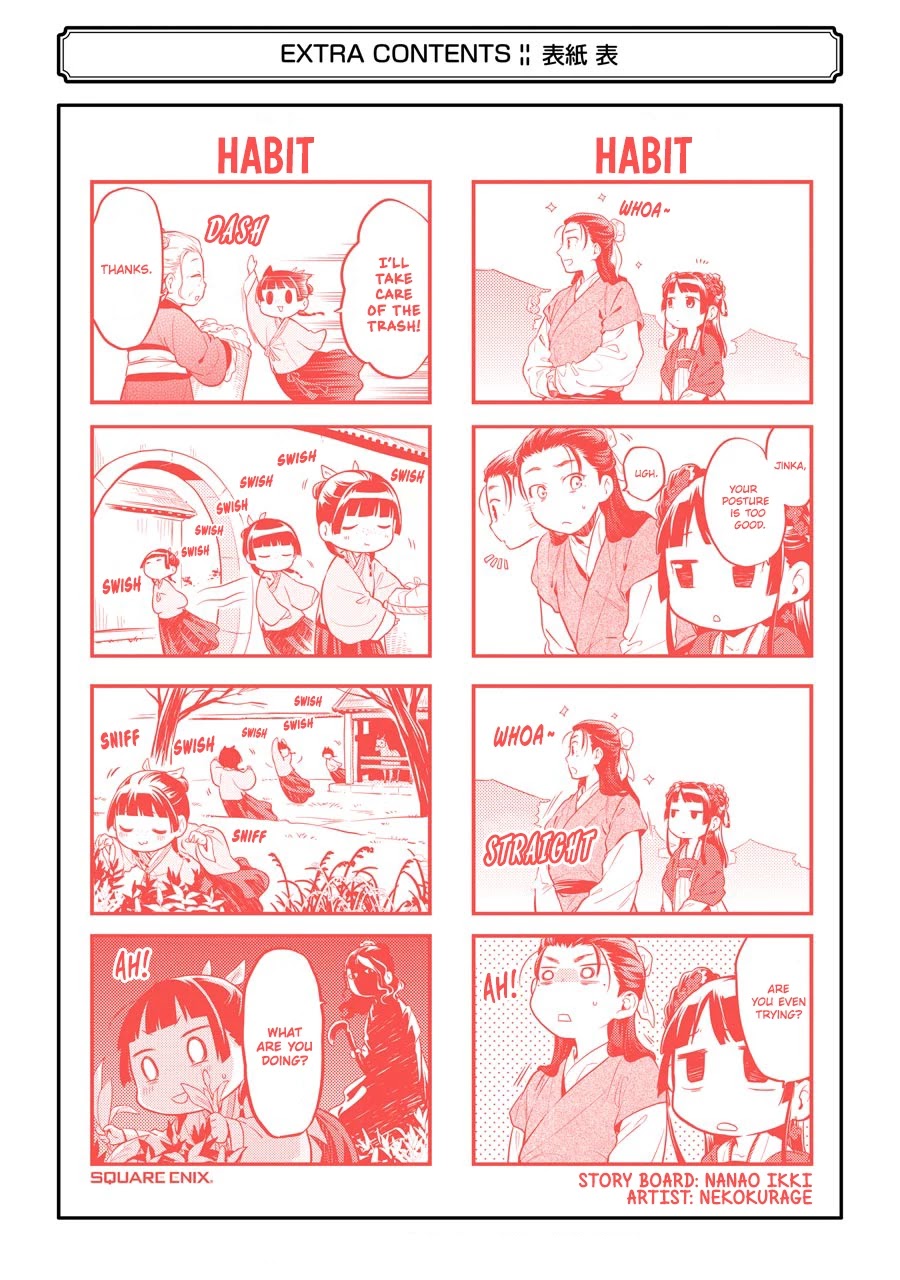 EXTRA CONTENTS :: 表紙 表
HABIT
WHOA~
JINKA,
YOUR
POSTURE
IS TOO
GOOD.
UGH.
WHOA~
STRAIGHT
ARE
YOU EVEN
TRYING?
AH!
HABIT
I'LL
TAKE
CARE
OF THE
TRASH!
DASH
THANKS.
SWISH
SWISH
SWISH
SWISH
SWISH
SWISH
SWISH
SWISH
SWISH
SWISH
SWISH
SNIFF
SNIFF
WHAT
ARE YOU
DOING?
AH!
SQUARE ENIX.
STORY BOARD: NANAO IKKI
ARTIST: NEKOKURAGE